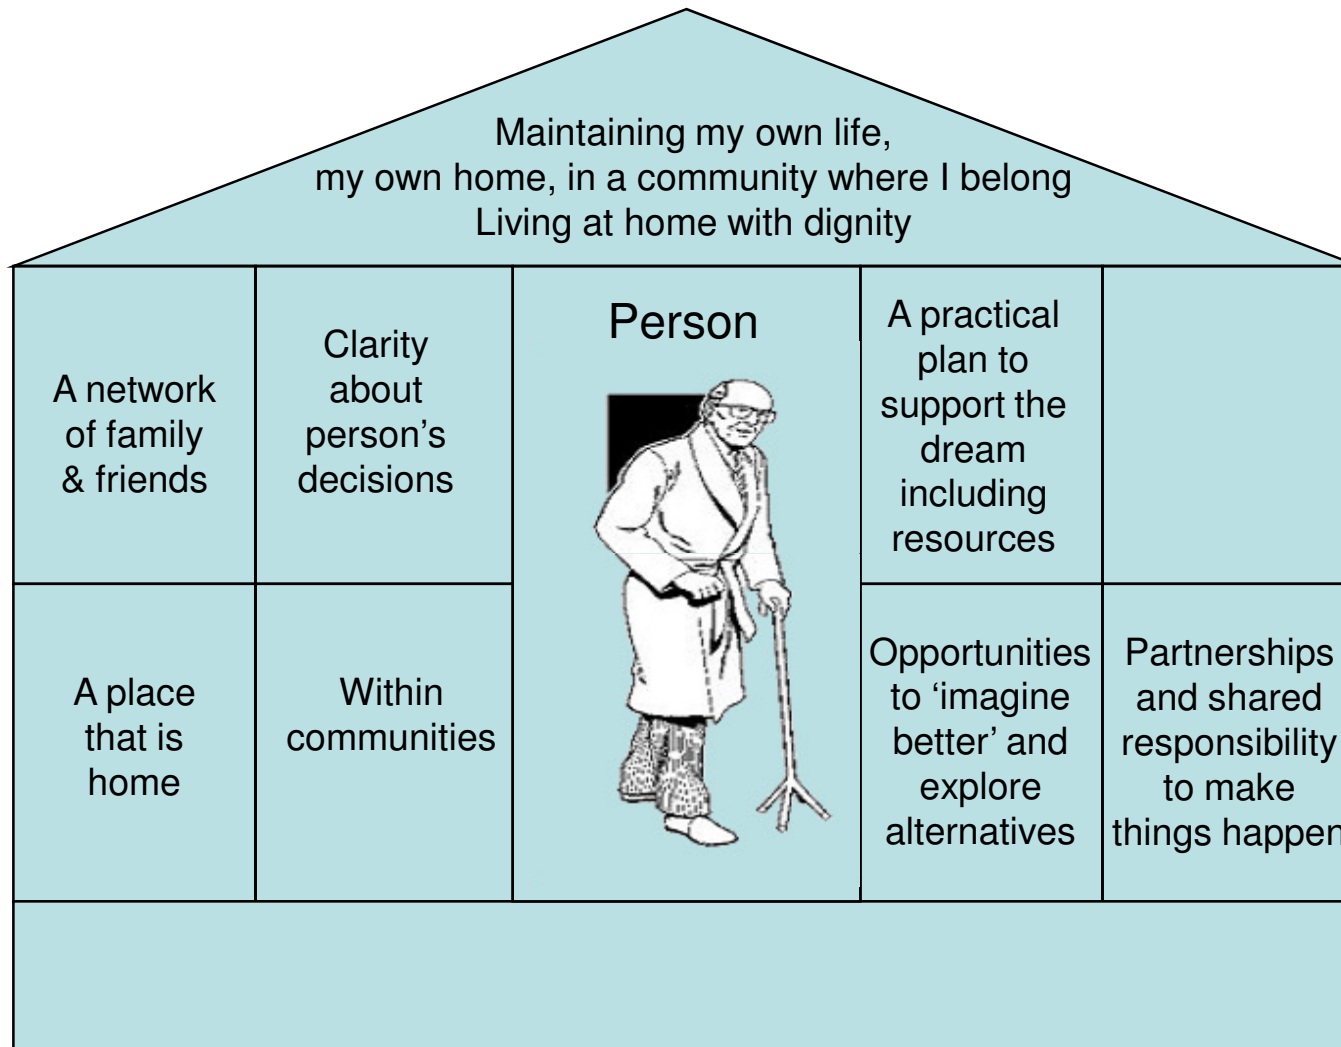 Maintaining my own life,
my own home, in a community where I belong
Living at home with dignity
A network
of family
& friends
Clarity
about
person’s
decisions
Person
A practical
plan to
support the
dream
including
resources
A place
that is
home
Within
communities
Opportunities
to ‘imagine
better’ and
explore
alternatives
Partnerships
and shared
responsibility
to make
things happen